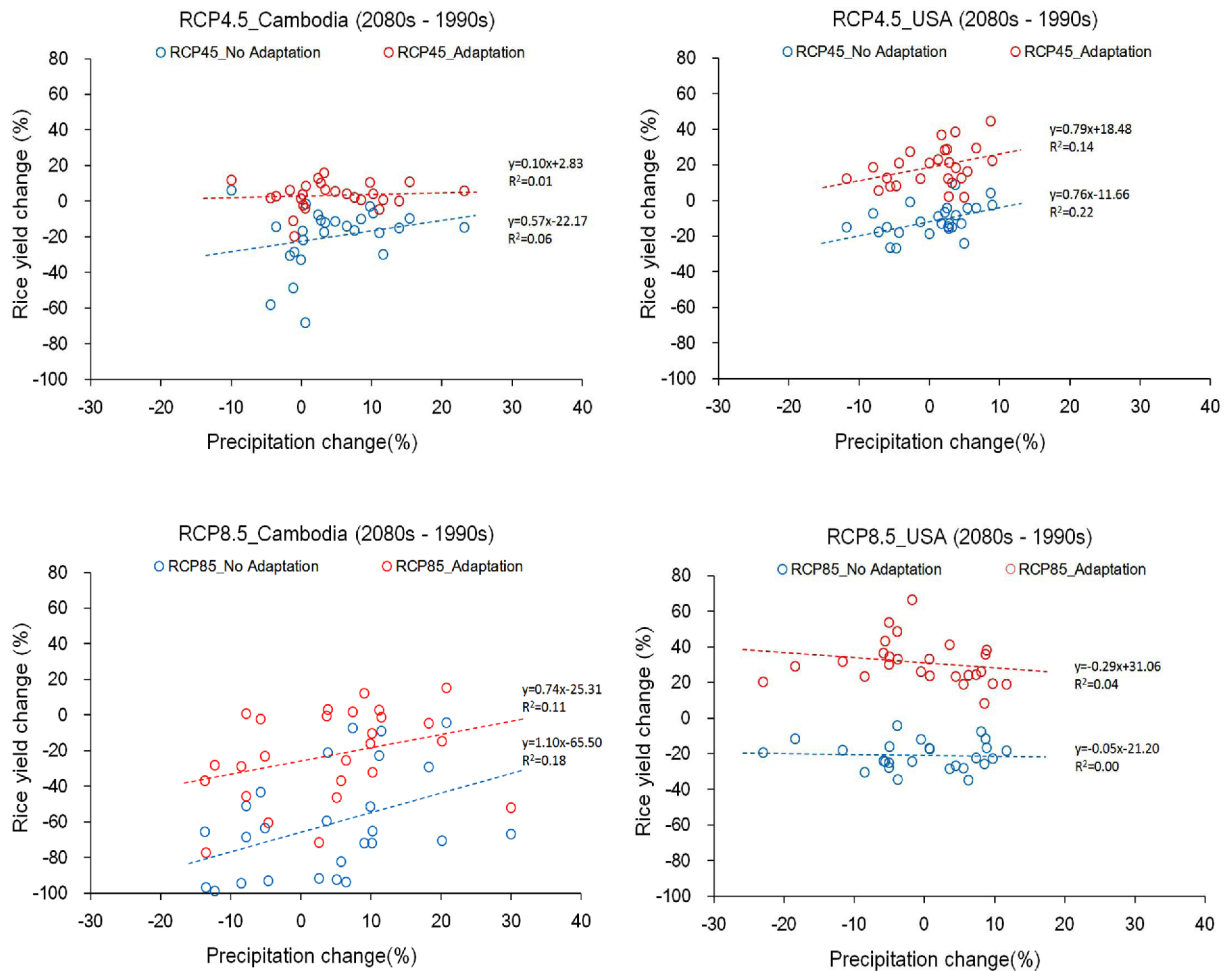 RCP4.5_Cambodia (2080s - 1990s)
RCP45_No Adaptation
RCP45_Adaptation
80
60
40
20
0
-20
-40
-60
-80
-100
Rice yield change (%)
y=0.10x+2.83
R²=0.01
y=0.57x-22.17
R²=0.06
-30 -20 -10 0 10 20 30 40
Precipitation change(%)
RCP4.5_USA (2080s - 1990s)
RCP45_No Adaptation
RCP45_Adaptation
80
60
40
20
0
-20
-40
-60
-80
-100
Rice yield change (%)
y=0.79x+18.48
R²=0.14
y=0.76x-11.66
R²=0.22
-30 -20 -10 0 10 20 30 40
Precipitation change(%)
RCP8.5_Cambodia (2080s - 1990s)
RCP85_No Adaptation
RCP85_Adaptation
80
60
40
20
0
-20
-40
-60
-80
-100
Rice yield change (%)
y=0.74x-25.31
R²=0.11
y=1.10x-65.50
R²=0.18
-30 -20 -10 0 10 20 30 40
Precipitation change(%)
RCP8.5_USA (2080s - 1990s)
RCP85_No Adaptation
RCP85_Adaptation
80
60
40
20
0
-20
-40
-60
-80
-100
Rice yield change (%)
y=-0.29x+31.06
R²=0.04
y=-0.05x-21.20
R²=0.00
-30 -20 -10 0 10 20 30 40
Precipitation change(%)